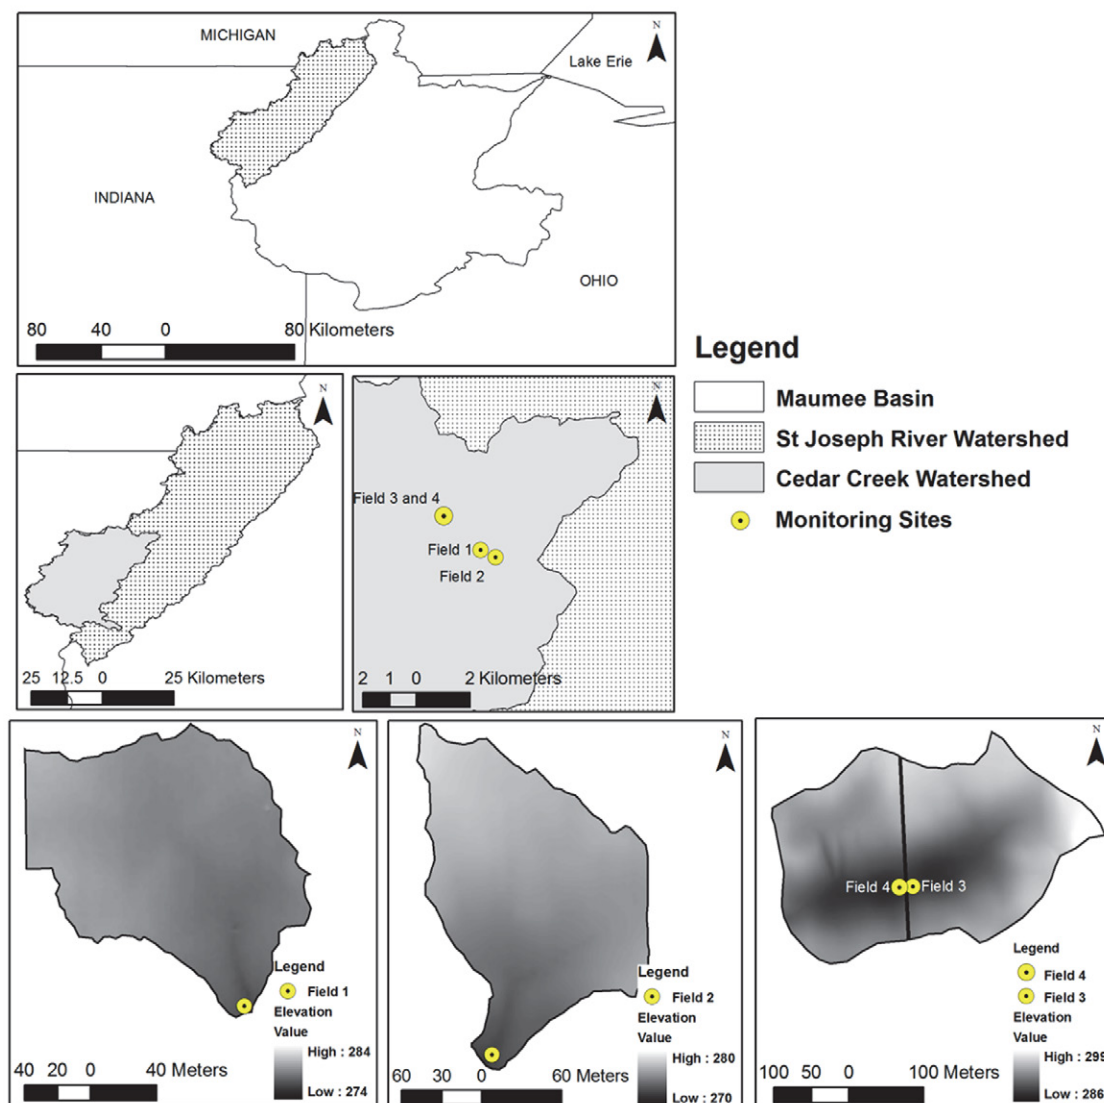 N
MICHIGAN
Lake Erie
INDIANA
OHIO
80 40 0 80 Kilometers
Legend
Maumee Basin
St Joseph River Watershed
Cedar Creek Watershed
Monitoring Sites
N
25 12.5 0 25 Kilometers
N
Field 3 and 4
Field 1
Field 2
2 1 0 2 Kilometers
N
Legend
Field 1
Elevation
Value
High : 284
Low : 274
40 20 0 40 Meters
N
Legend
Field 2
Elevation
Value
High : 280
Low : 270
60 30 0 60 Meters
N
Field 4 Field 3
Legend
Field 4
Field 3
Elevation
Value
High : 299
Low : 286
100 50 0 100 Meters